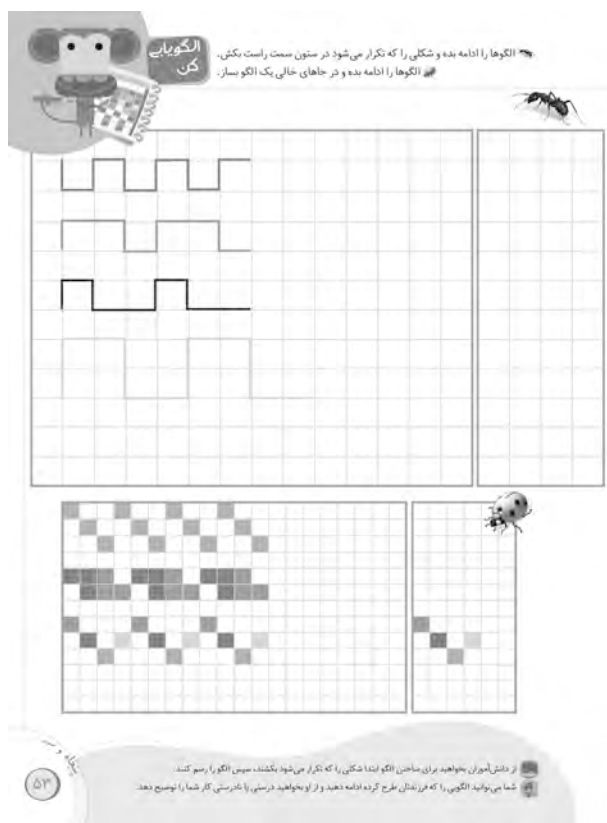 الگویابی
کن
الگوها را ادامه بده و شکلی را که تکرار می‌شود در ستون سمت راست بکش.
الگوها را ادامه بده و در جاهای خالی یک الگو بساز.
از دانش‌آموزان بخواهید برای ساختن الگو ابتدا شکلی را که تکرار می‌شود بکشند، سپس الگو را رسم کنند.
شما می‌توانید الگویی را که فرزندتان طرح کرده ادامه دهید و از او بخواهید درستی یا نادرستی کار شما را توضیح دهد.
۵۳